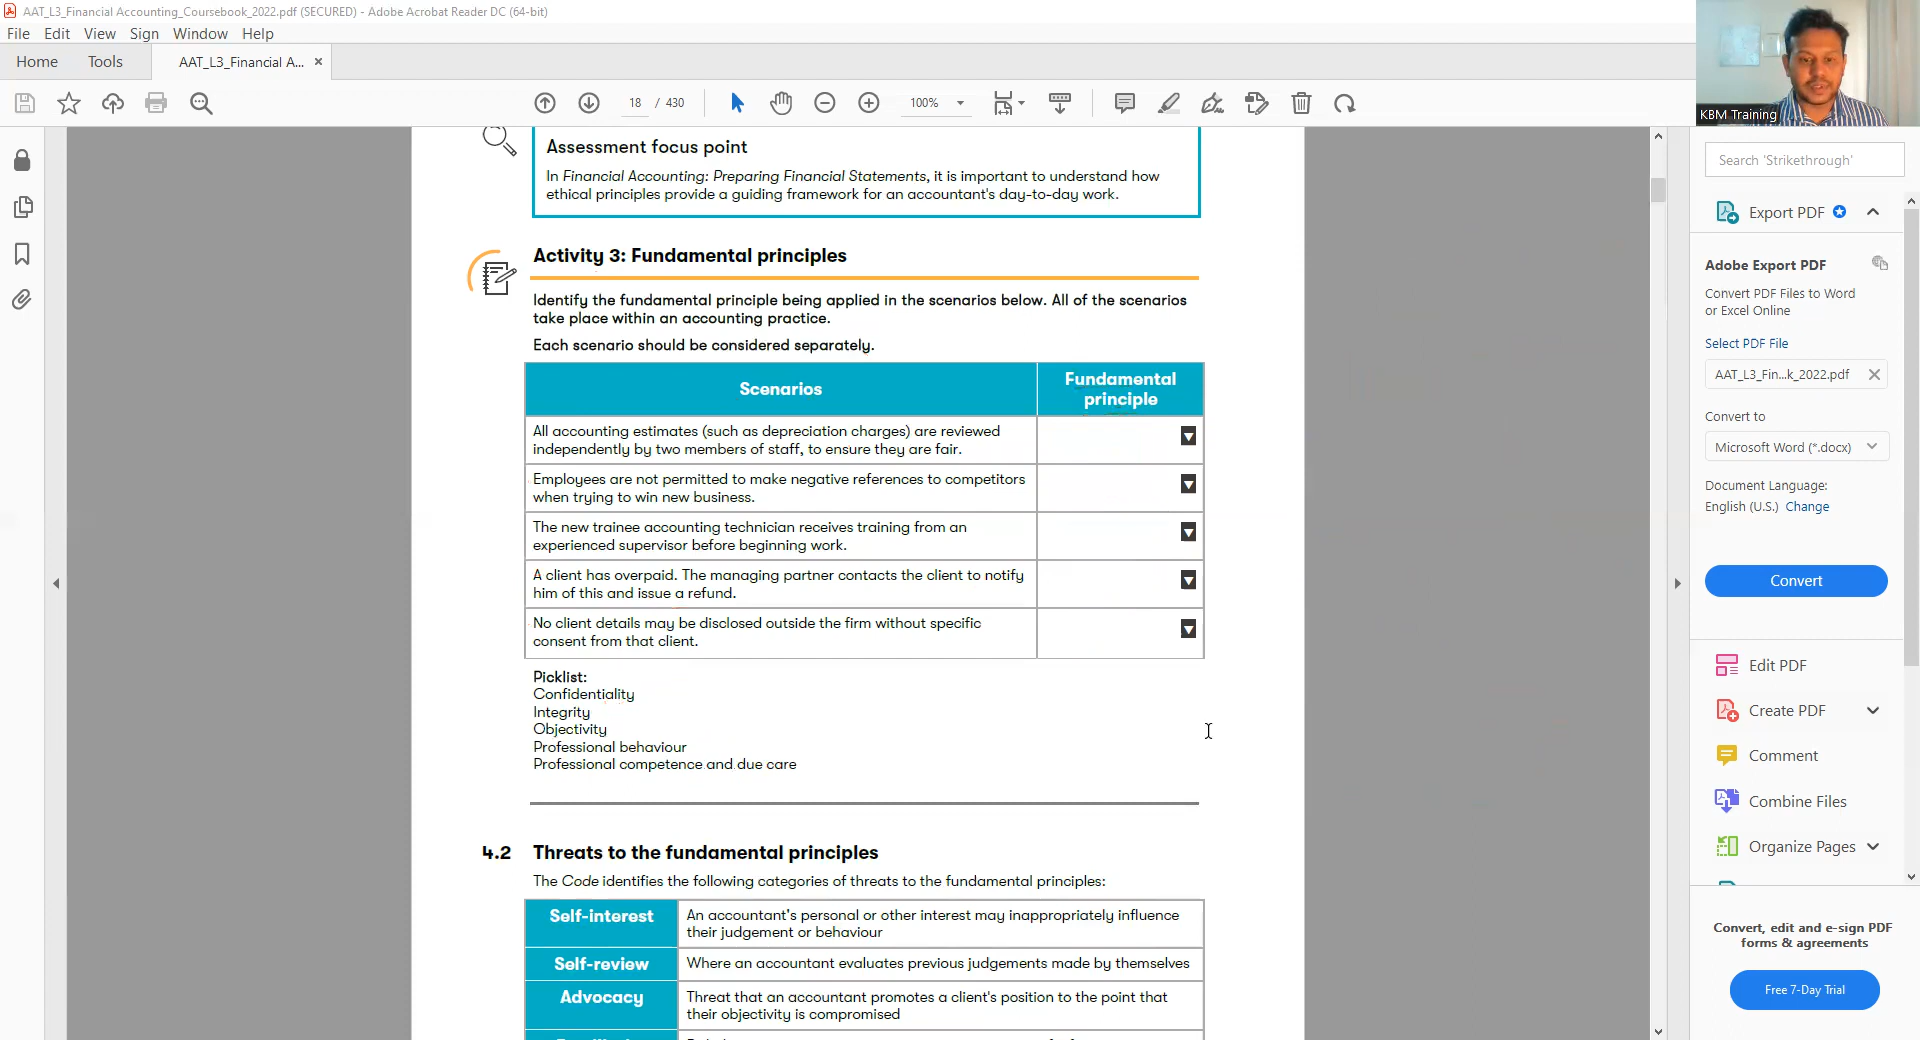 AAT_L3_Financial Accounting_Coursebook_2022.pdf (SECURED) - Adobe Acrobat Reader DC (64-bit)
File Edit View Sign Window Help
Home Tools AAT_L3_Financial A... ×
18 / 430 100%
KBM Training
Assessment focus point
In Financial Accounting: Preparing Financial Statements, it is important to understand how
ethical principles provide a guiding framework for an accountant's day-to-day work.
Activity 3: Fundamental principles
Identify the fundamental principle being applied in the scenarios below. All of the scenarios
take place within an accounting practice.
Each scenario should be considered separately.
Scenarios
Fundamental
principle
All accounting estimates (such as depreciation charges) are reviewed
independently by two members of staff, to ensure they are fair.
Employees are not permitted to make negative references to competitors
when trying to win new business.
The new trainee accounting technician receives training from an
experienced supervisor before beginning work.
A client has overpaid. The managing partner contacts the client to notify
him of this and issue a refund.
No client details may be disclosed outside the firm without specific
consent from that client.
Picklist:
Confidentiality
Integrity
Objectivity
Professional behaviour
Professional competence and due care
4.2 Threats to the fundamental principles
The Code identifies the following categories of threats to the fundamental principles:
Self-interest
An accountant's personal or other interest may inappropriately influence
their judgement or behaviour
Self-review
Where an accountant evaluates previous judgements made by themselves
Advocacy
Threat that an accountant promotes a client's position to the point that
their objectivity is compromised
Search 'Strikethrough'
Export PDF
Adobe Export PDF
Convert PDF Files to Word
or Excel Online
Select PDF File
AAT_L3_Fin...k_2022.pdf
Convert to
Microsoft Word (*.docx)
Document Language:
English (U.S.) Change
Convert
Edit PDF
Create PDF
Comment
Combine Files
Organize Pages
Convert, edit and e-sign PDF
forms & agreements
Free 7-Day Trial